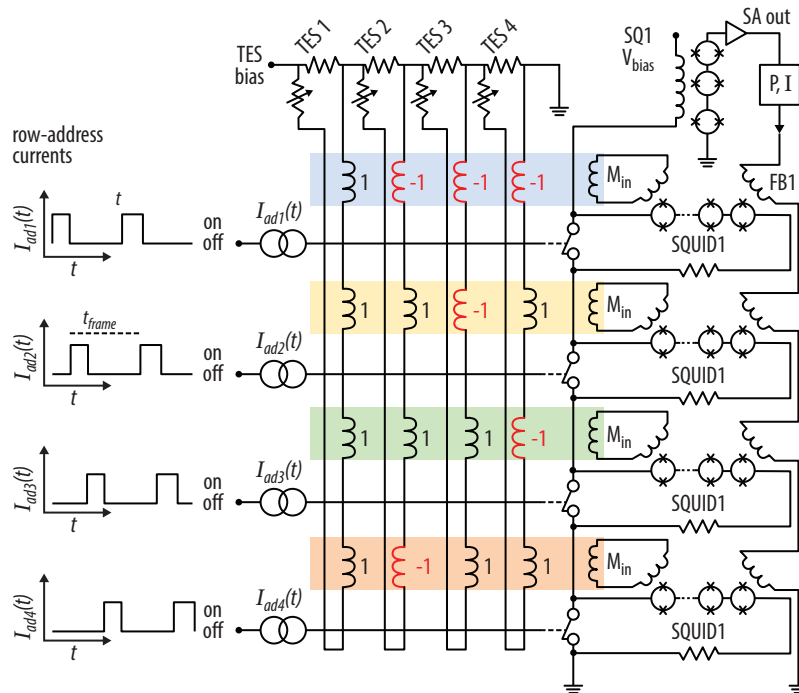 TES 1
TES 2
TES 3
TES 4
TES
bias
SQ1
V_bias
SA out
P, I
row-address
currents
I_ad1(t)
t
t
on
off
I_ad1(t)
1
-1
-1
-1
M_in
FB1
SQUID1
I_ad2(t)
t_frame
t
on
off
I_ad2(t)
1
1
-1
1
M_in
SQUID1
I_ad3(t)
t
on
off
I_ad3(t)
1
1
1
-1
M_in
SQUID1
I_ad4(t)
t
on
off
I_ad4(t)
1
-1
1
1
M_in
SQUID1